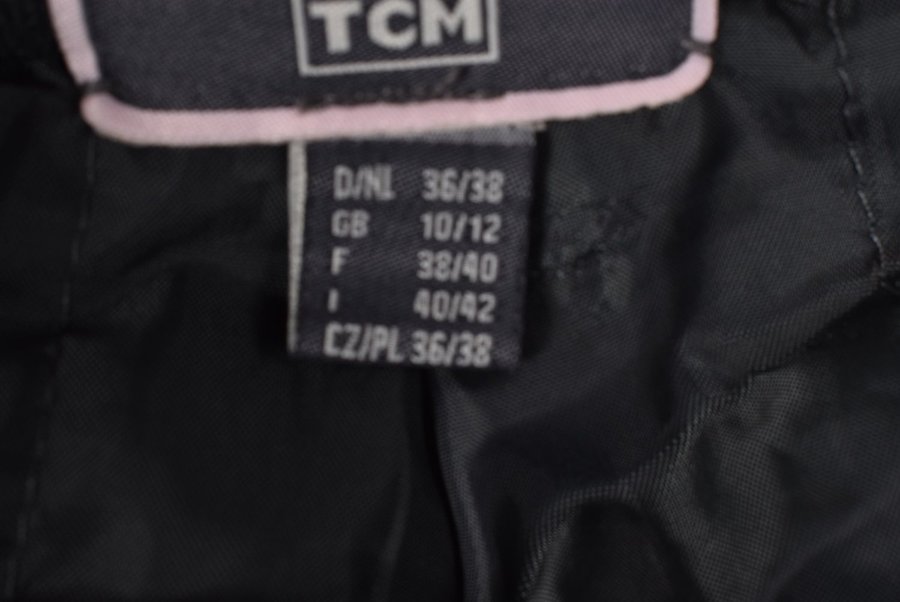 TCM
D/NL 36/38
GB 10/12
F 38/40
I 40/42
CZ/PL 36/38